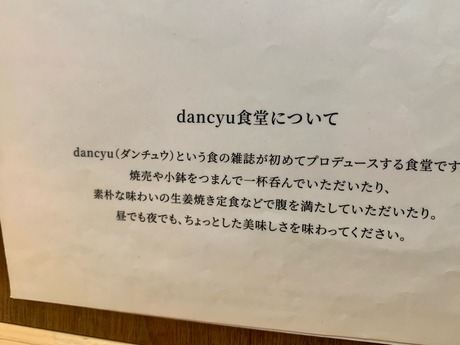 dancyu食堂について
dancyu（ダンチュウ）という食の雑誌が初めてプロデュースする食堂です
焼売や小鉢をつまんで一杯呑んでいただいたり、
素朴な味わいの生姜焼き定食などで腹を満たしていただいたり。
昼でも夜でも、ちょっとした美味しさを味わってください。